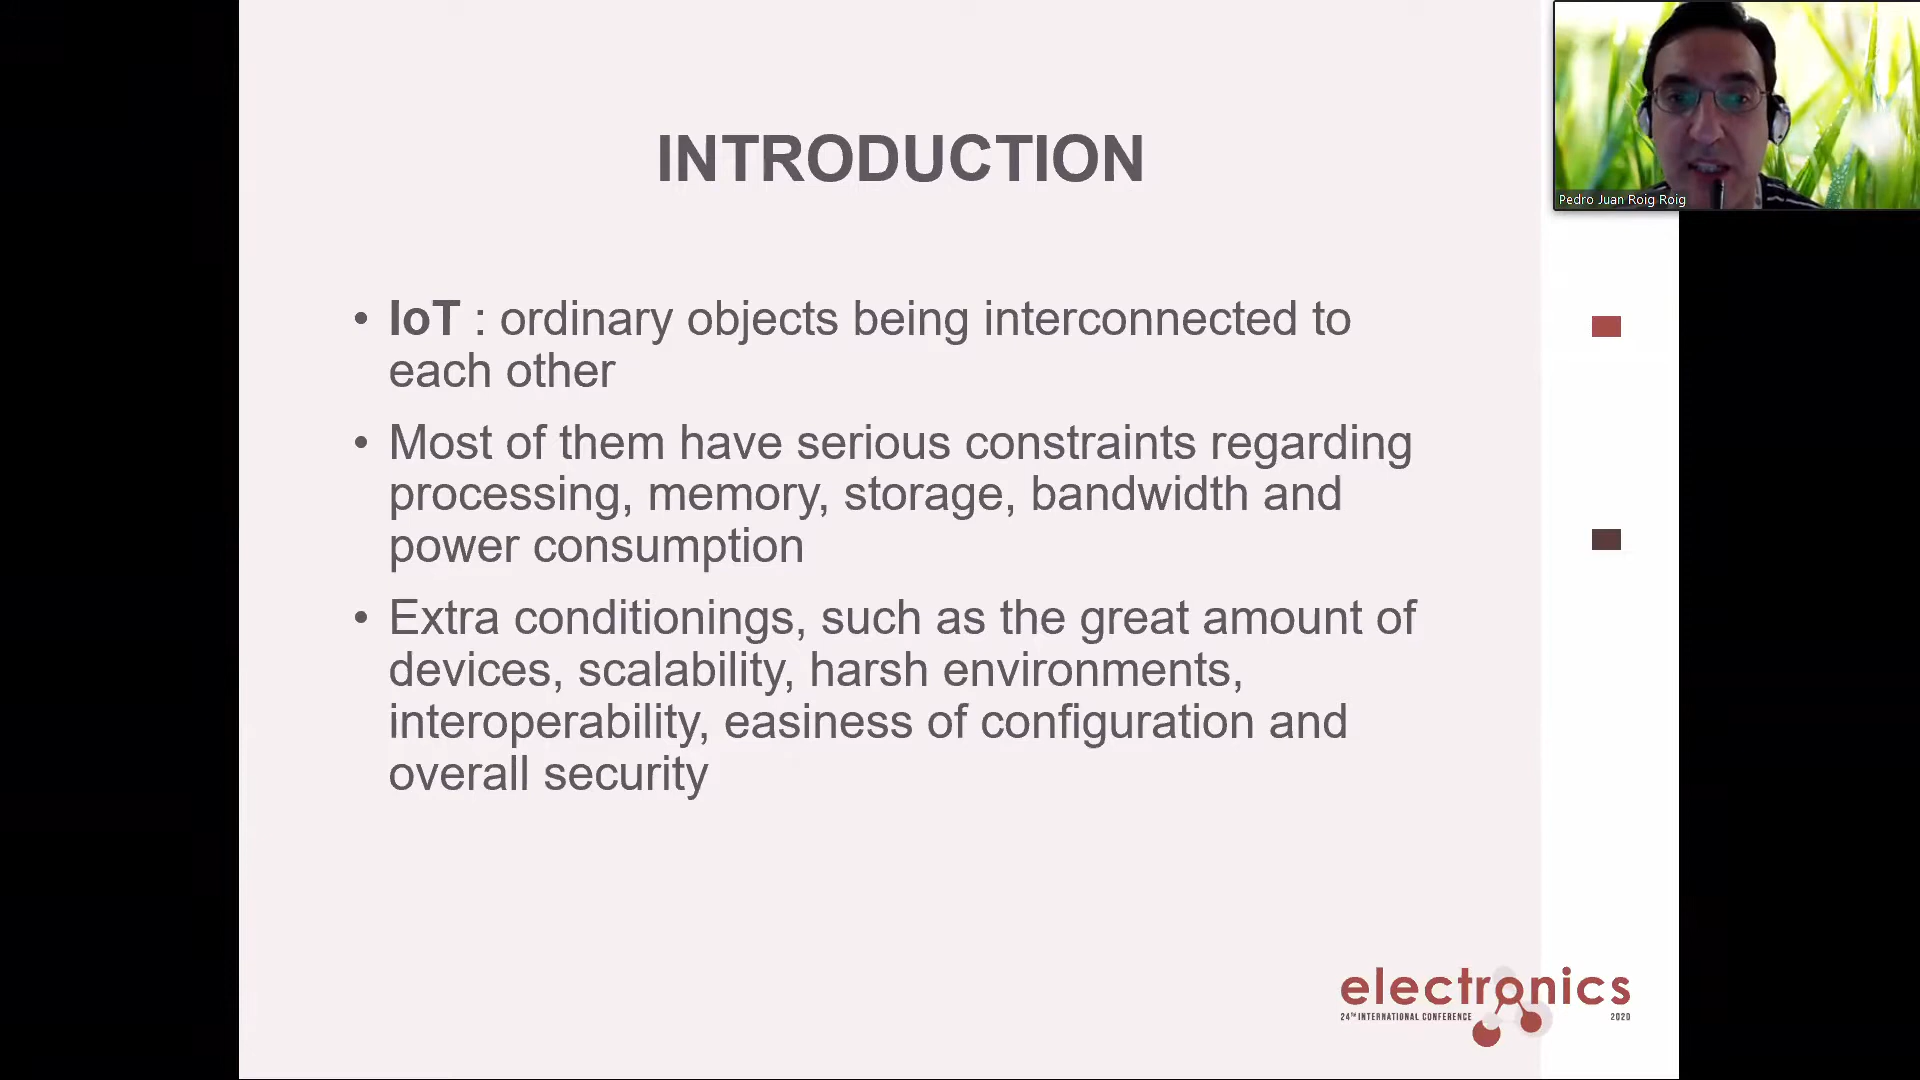 Pedro Juan Roig Roig
INTRODUCTION
• IoT : ordinary objects being interconnected to
each other
• Most of them have serious constraints regarding
processing, memory, storage, bandwidth and
power consumption
• Extra conditionings, such as the great amount of
devices, scalability, harsh environments,
interoperability, easiness of configuration and
overall security
electronics
24TH INTERNATIONAL CONFERENCE 2020